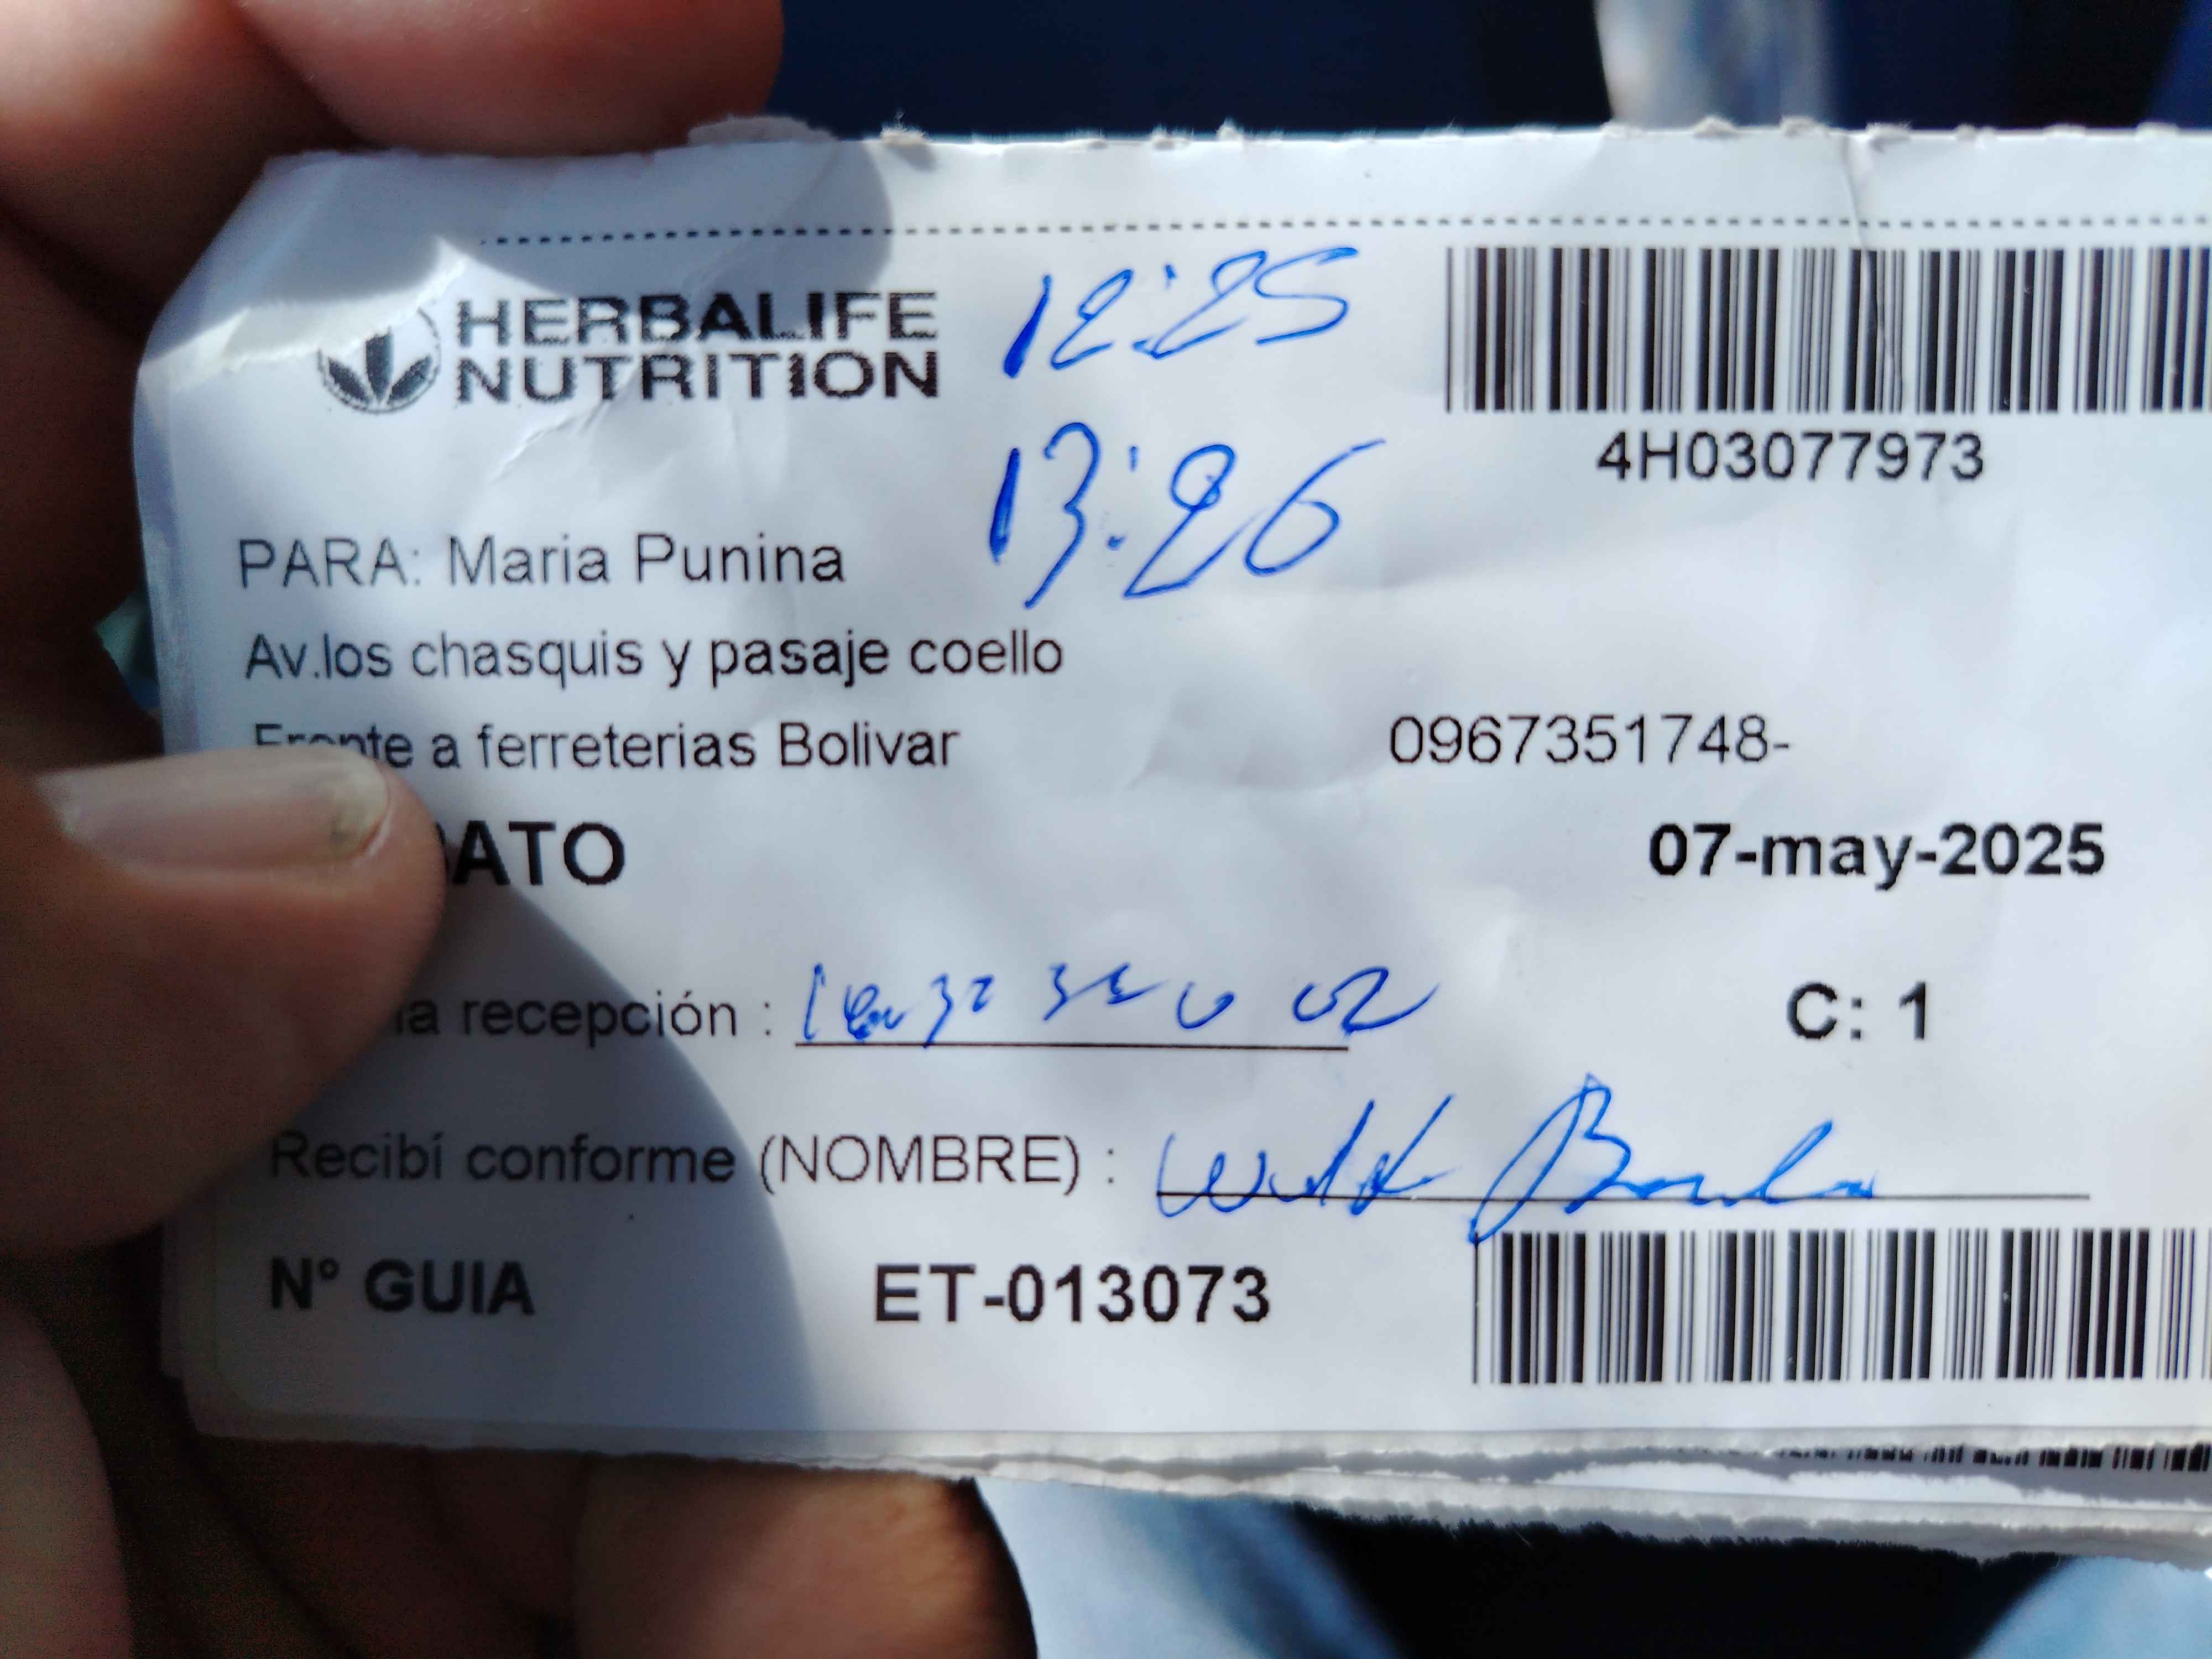 HERBALIFE
NUTRITION
12:25
13:26
4H03077973
PARA: Maria Punina
Av.los chasquis y pasaje coello
Frente a ferreterias Bolivar
0967351748-
ATO
07-may-2025
recepción :
C: 1
Recibí conforme (NOMBRE) :
N° GUIA
ET-013073